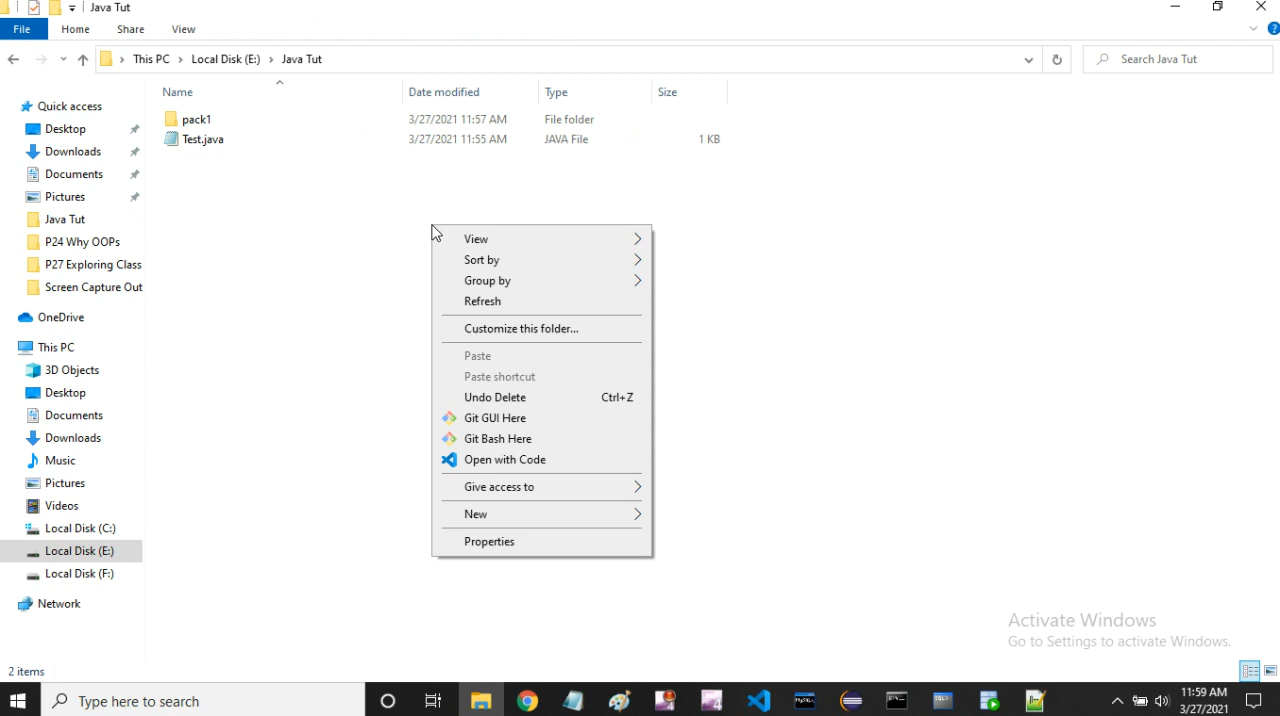 Java Tut
File Home Share View
This PC Local Disk (E:) Java Tut
Search Java Tut
Name Date modified Type Size
pack1 3/27/2021 11:57 AM File folder
Test.java 3/27/2021 11:55 AM JAVA File 1 KB
Quick access
Desktop
Downloads
Documents
Pictures
Java Tut
P24 Why OOPs
P27 Exploring Class
Screen Capture Out
OneDrive
This PC
3D Objects
Desktop
Documents
Downloads
Music
Pictures
Videos
Local Disk (C:)
Local Disk (E:)
Local Disk (F:)
Network
View
Sort by
Group by
Refresh
Customize this folder...
Paste
Paste shortcut
Undo Delete Ctrl+Z
Git GUI Here
Git Bash Here
Open with Code
Give access to
New
Properties
Activate Windows
Go to Settings to activate Windows.
2 items
Type here to search
11:59 AM
3/27/2021